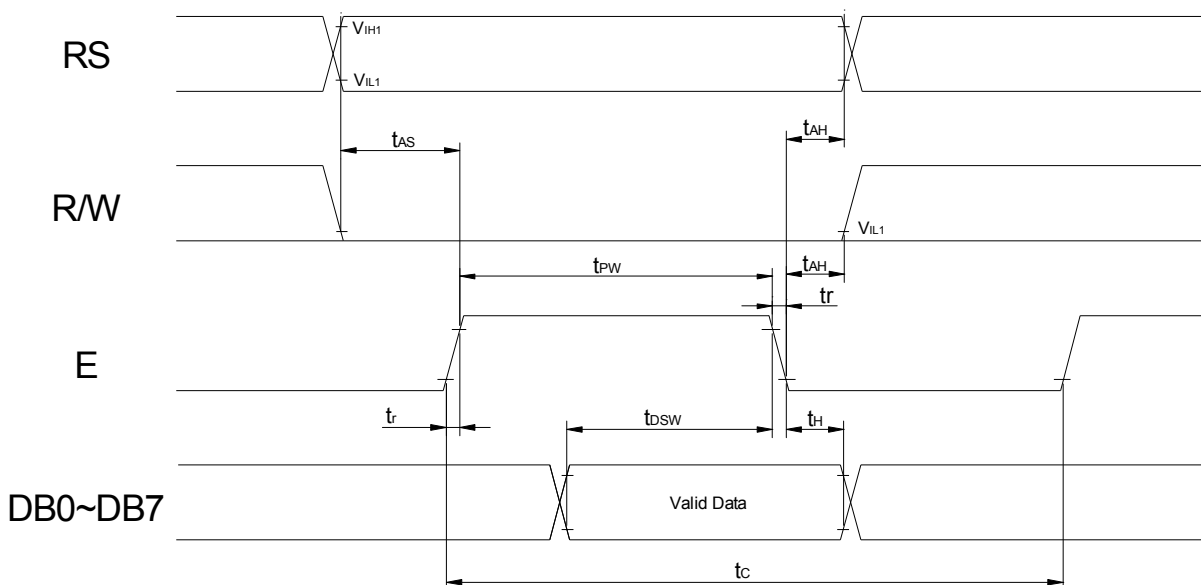 RS
VIH1
VIL1
tAS
tAH
R/W
VIL1
tPW
tAH
tr
E
tr
tDSW
tH
DB0~DB7
Valid Data
tC